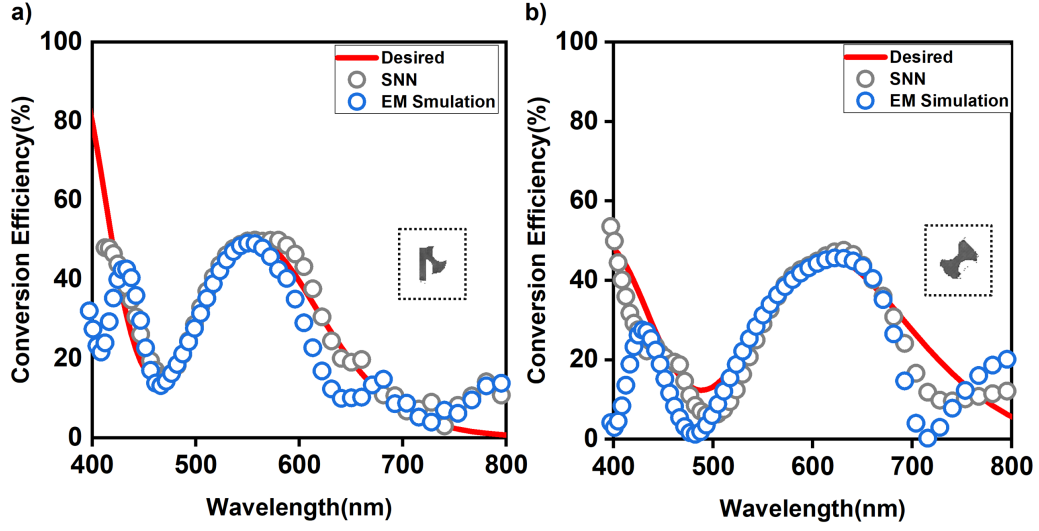 a)
100
80
60
40
20
0
400
500
600
700
800
Conversion Efficiency(%)
Wavelength(nm)
Desired
SNN
EM Smulation
b)
100
80
60
40
20
0
400
500
600
700
800
Conversion Efficiency(%)
Wavelength(nm)
Desired
SNN
EM Simulation